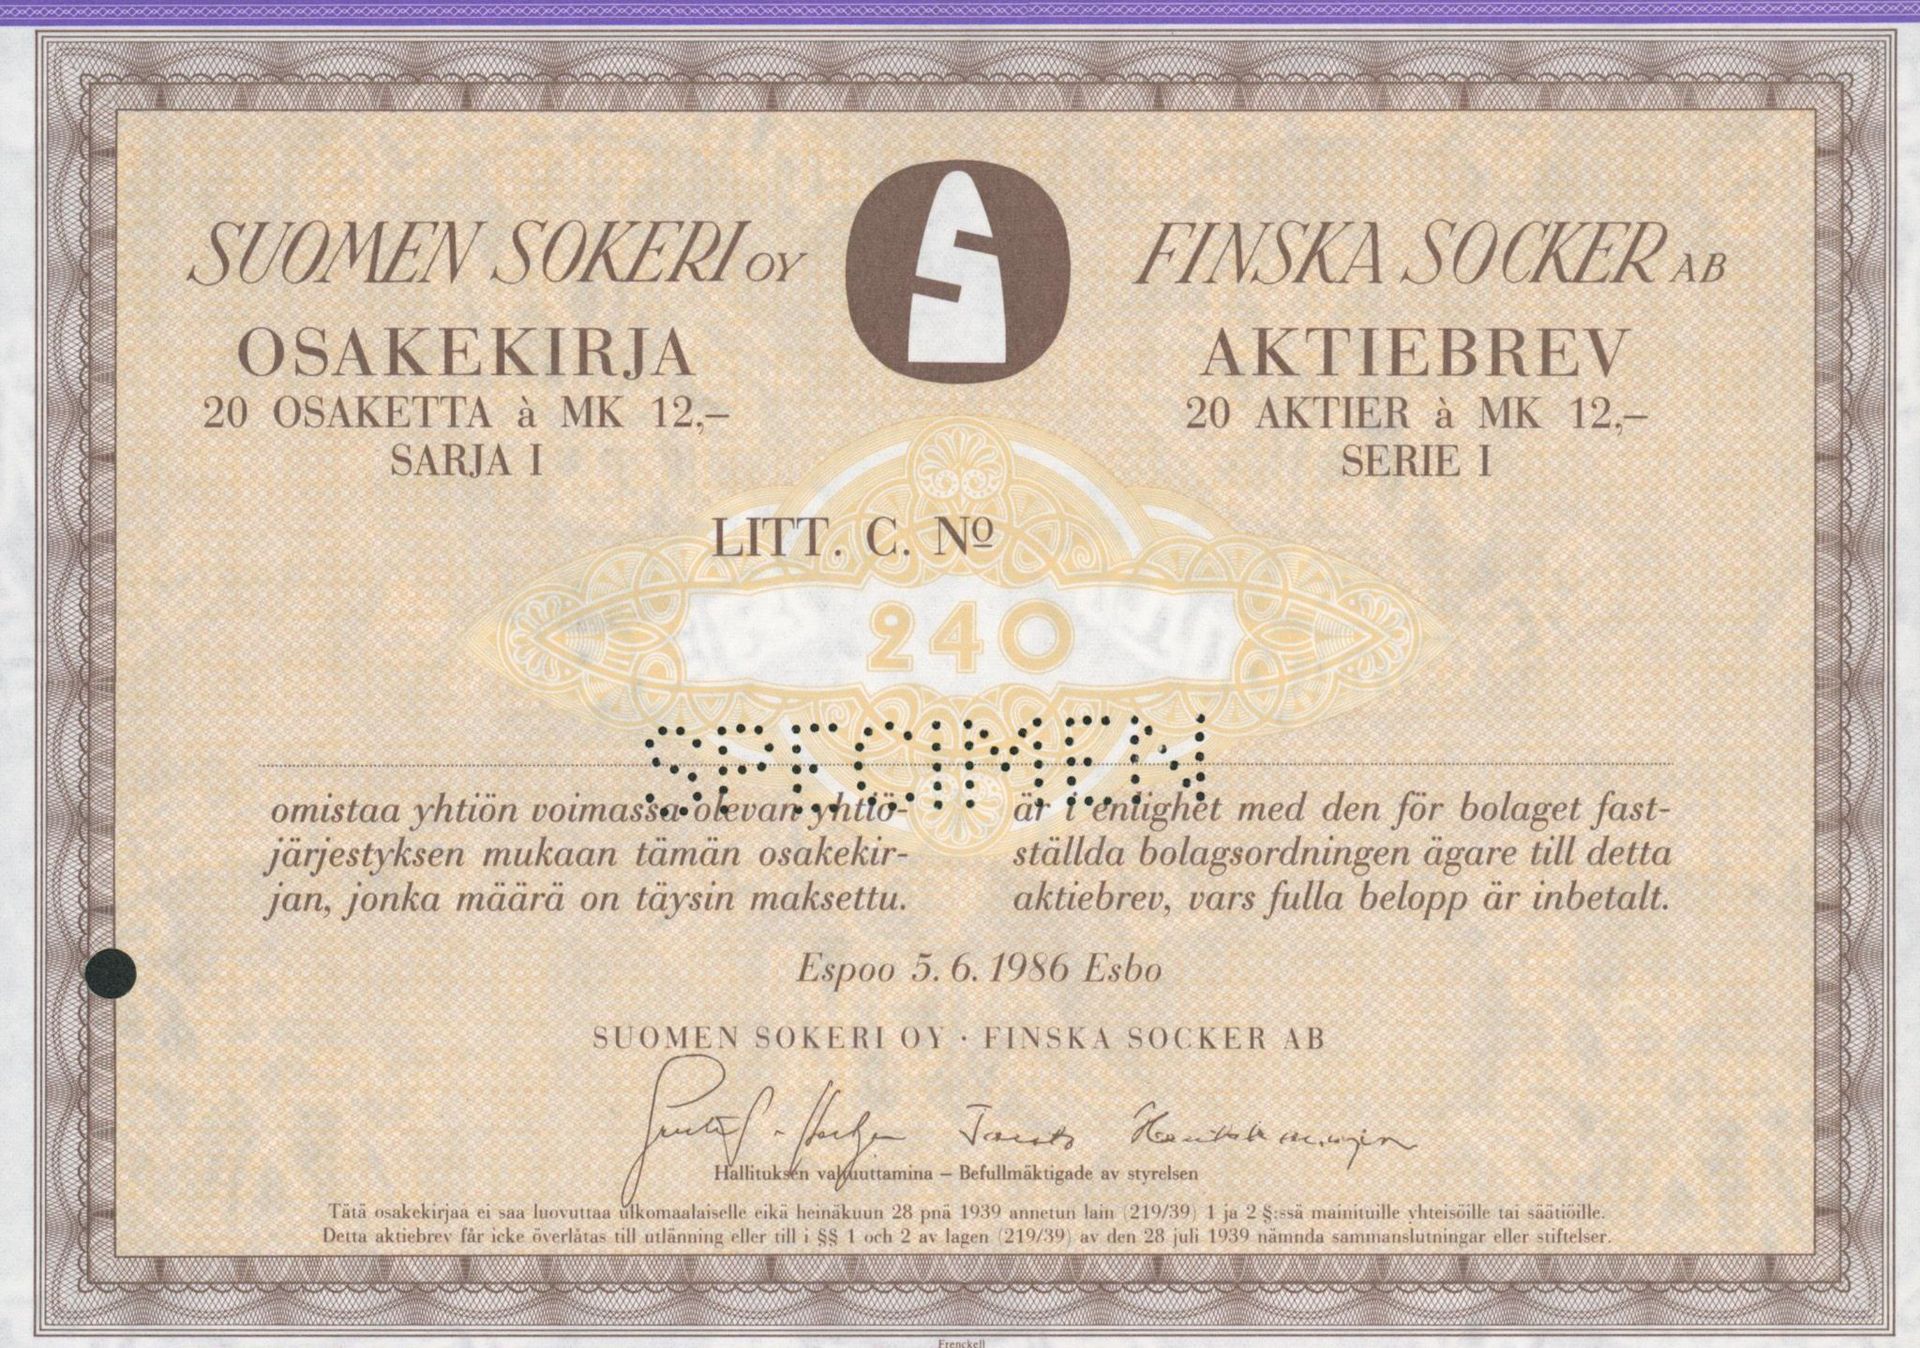 SUOMEN SOKERI OY
OSAKEKIRJA
20 OSAKETTA à MK 12,–
SARJA I
FINSKA SOCKER AB
AKTIEBREV
20 AKTIER à MK 12,–
SERIE I
LITT. C. Nº
240
SPECIMEN
omistaa yhtiön voimassa olevan yhtiö-
järjestyksen mukaan tämän osakekir-
jan, jonka määrä on täysin maksettu.
är i enlighet med den för bolaget fast-
ställda bolagsordningen ägare till detta
aktiebrev, vars fulla belopp är inbetalt.
Espoo 5. 6. 1986 Esbo
SUOMEN SOKERI OY · FINSKA SOCKER AB
Hallituksen valtuuttamina – Befullmäktigade av styrelsen
Tätä osakekirjaa ei saa luovuttaa ulkomaalaiselle eikä heinäkuun 28 pnä 1939 annetun lain (219/39) 1 ja 2 §:ssä mainituille yhteisöille tai säätiöille.
Detta aktiebrev får icke överlåtas till utlänning eller till i §§ 1 och 2 av lagen (219/39) av den 28 juli 1939 nämnda sammanslutningar eller stiftelser.
Frenckell